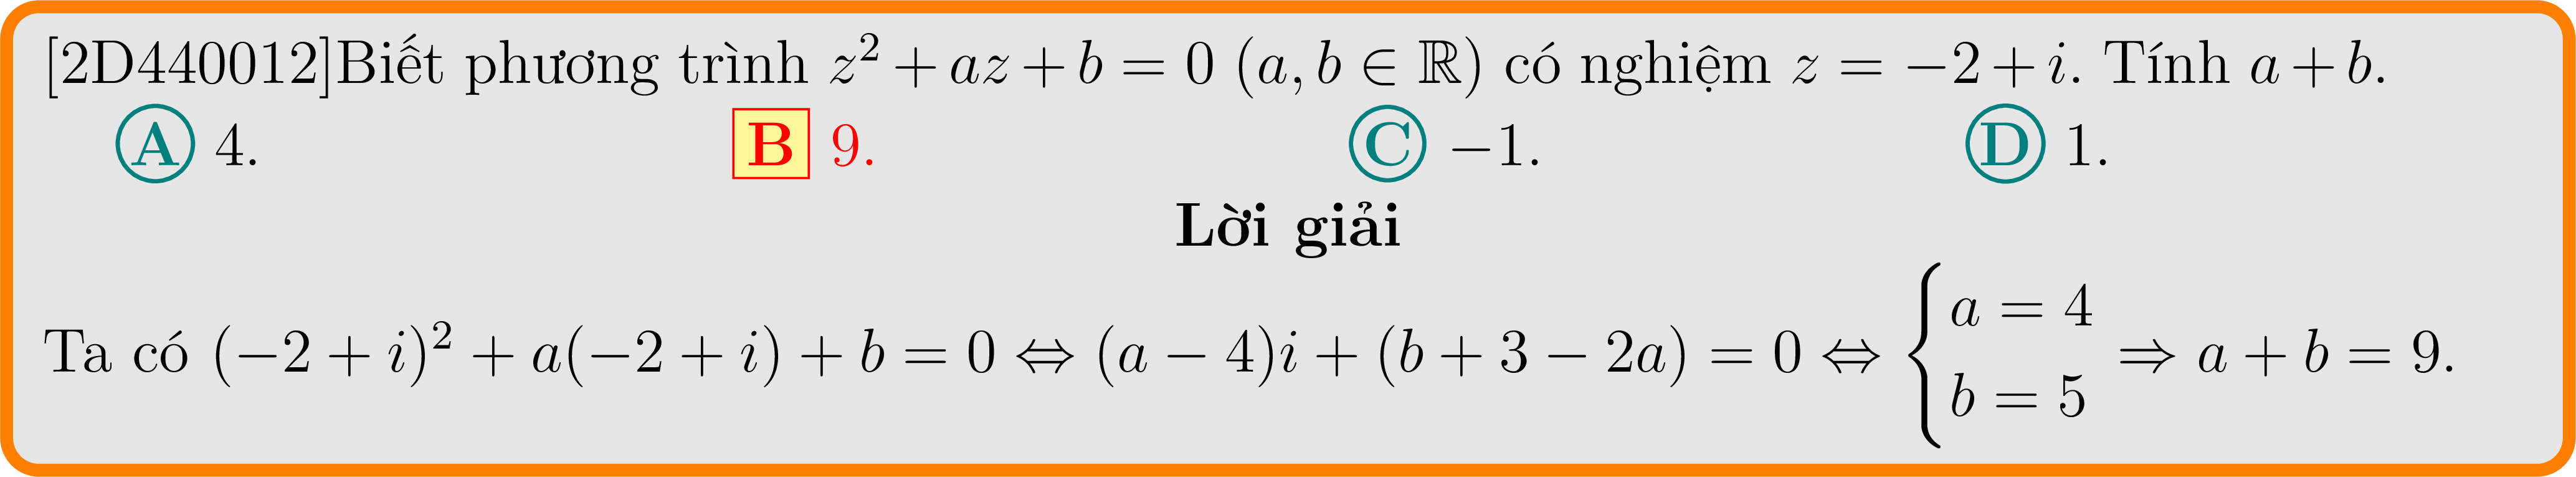 [2D440012]Biết phương trình $z^2 + az + b = 0$ $(a, b \in \mathbb{R})$ có nghiệm $z = -2 + i$. Tính $a + b$.
A 4. B 9. C −1. D 1.
Lời giải
Ta có $(-2 + i)^2 + a(-2 + i) + b = 0 \Leftrightarrow (a - 4)i + (b + 3 - 2a) = 0 \Leftrightarrow \begin{cases} a = 4 \\ b = 5 \end{cases} \Rightarrow a + b = 9.$